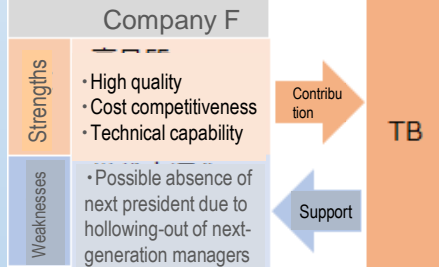 Company F
Strengths
・High quality
・Cost competitiveness
・Technical capability
Contribu
tion
TB
Weaknesses
・Possible absence of
next president due to
hollowing-out of next-
generation managers
Support